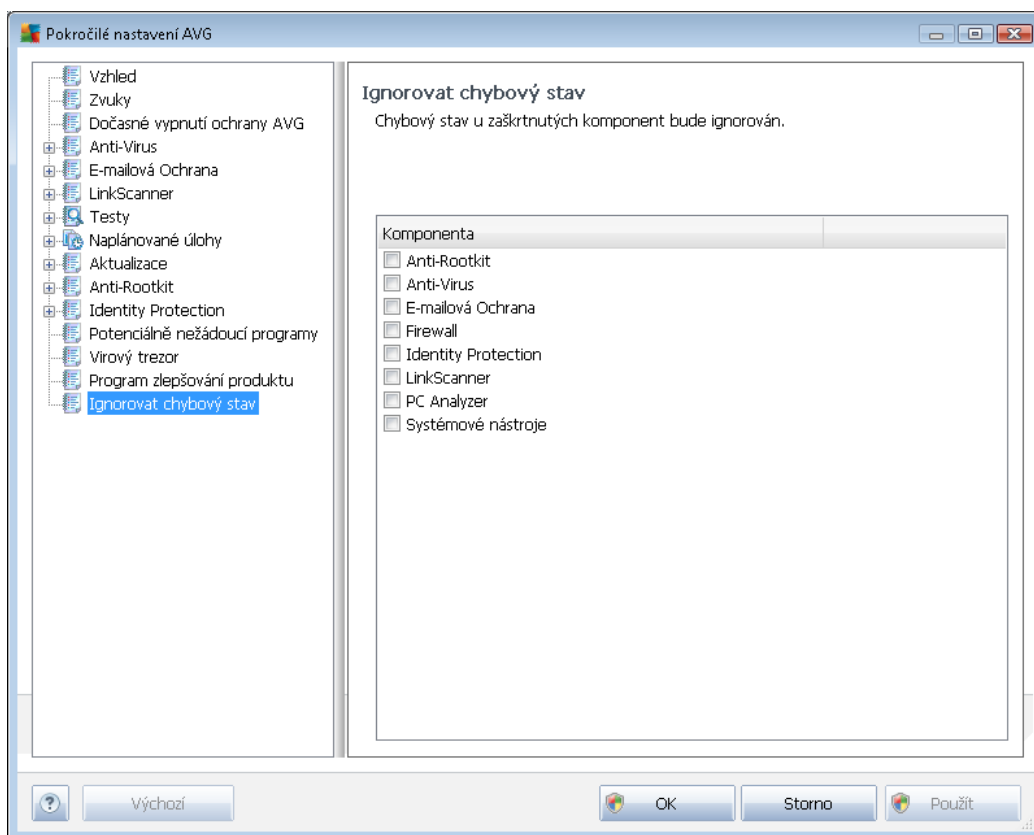 Pokročilé nastavení AVG
Vzhled
Zvuky
Dočasné vypnutí ochrany AVG
Anti-Virus
E-mailová Ochrana
LinkScanner
Testy
Naplánované úlohy
Aktualizace
Anti-Rootkit
Identity Protection
Potenciálně nežádoucí programy
Virový trezor
Program zlepšování produktu
Ignorovat chybový stav
Ignorovat chybový stav
Chybový stav u zaškrtnutých komponent bude ignorován.
Komponenta
Anti-Rootkit
Anti-Virus
E-mailová Ochrana
Firewall
Identity Protection
LinkScanner
PC Analyzer
Systémové nástroje
? Výchozí OK Storno Použít